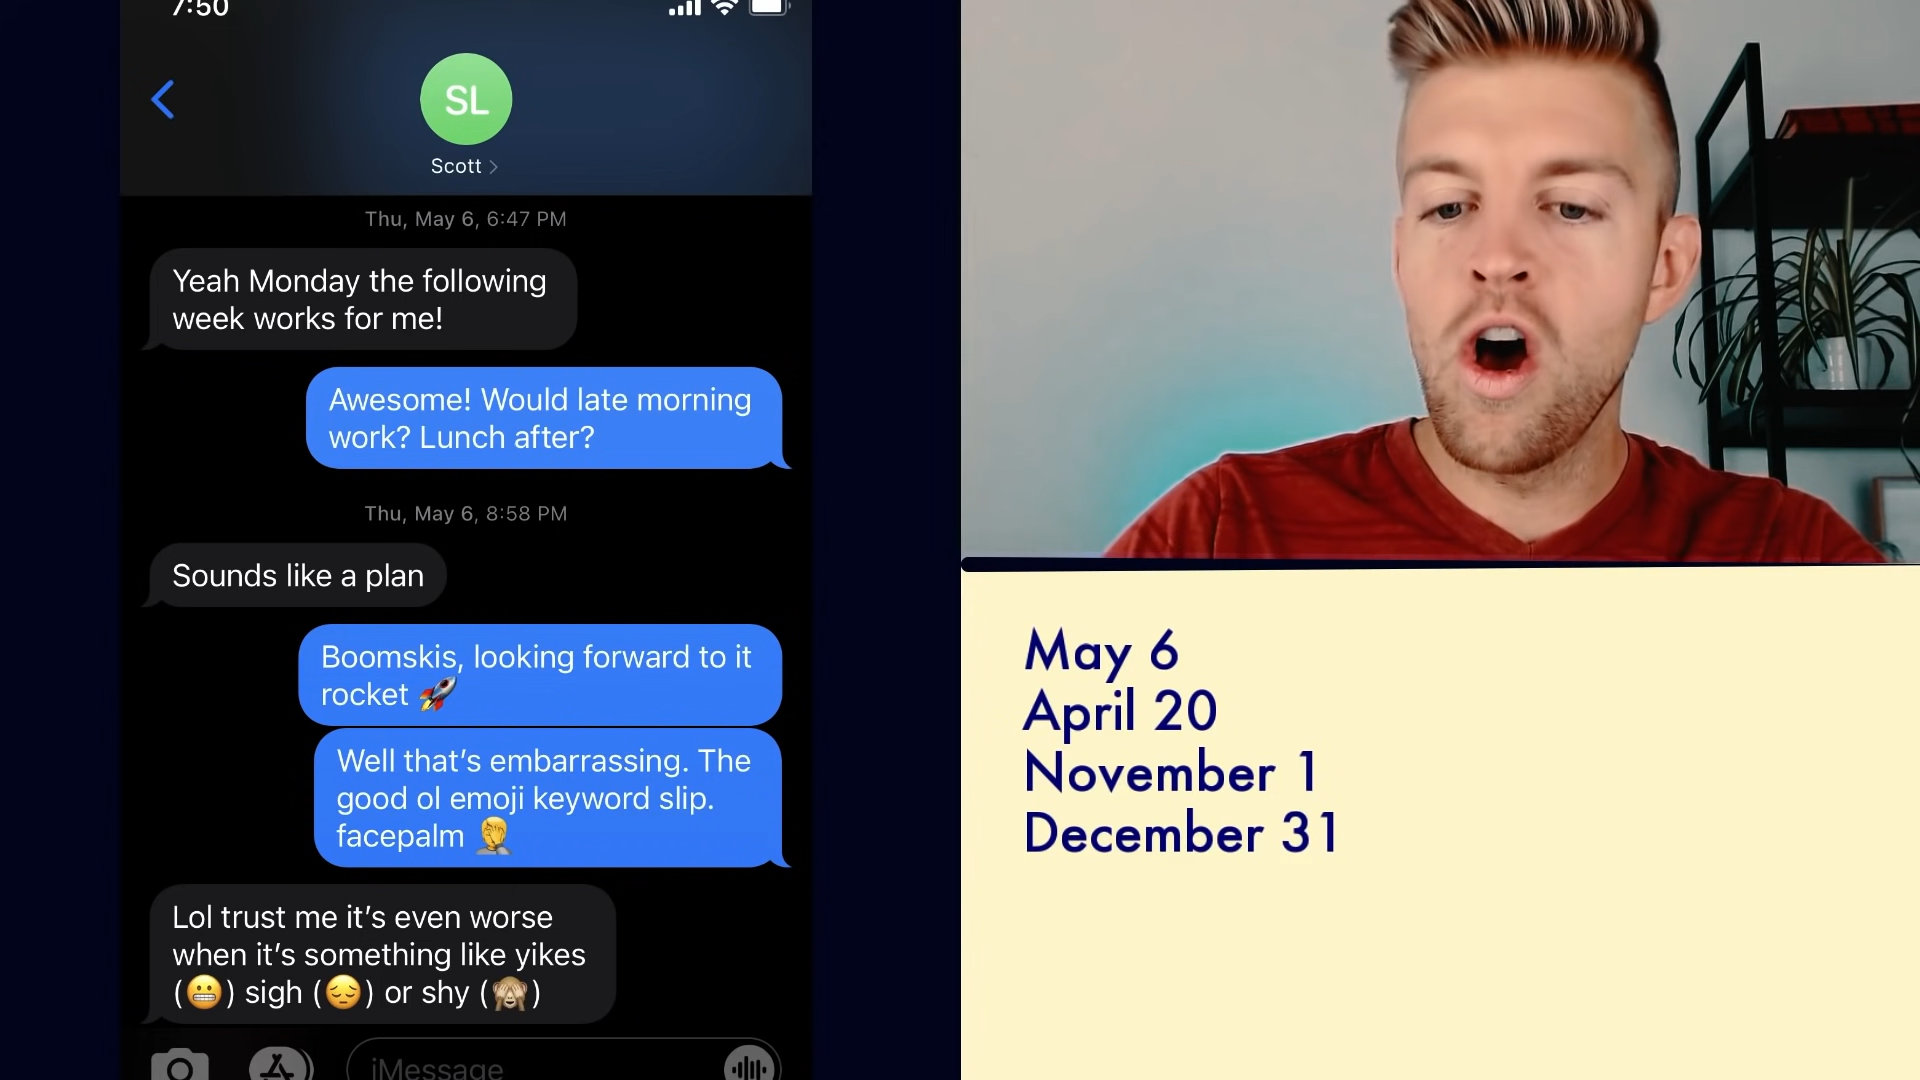 7:50
SL
Scott
Thu, May 6, 6:47 PM
Yeah Monday the following
week works for me!
Awesome! Would late morning
work? Lunch after?
Thu, May 6, 8:58 PM
Sounds like a plan
Boomskis, looking forward to it
rocket 🚀
Well that’s embarrassing. The
good ol emoji keyword slip.
facepalm 🤦
Lol trust me it’s even worse
when it’s something like yikes
(😬) sigh (😔) or shy (🙈)
iMessage
May 6
April 20
November 1
December 31